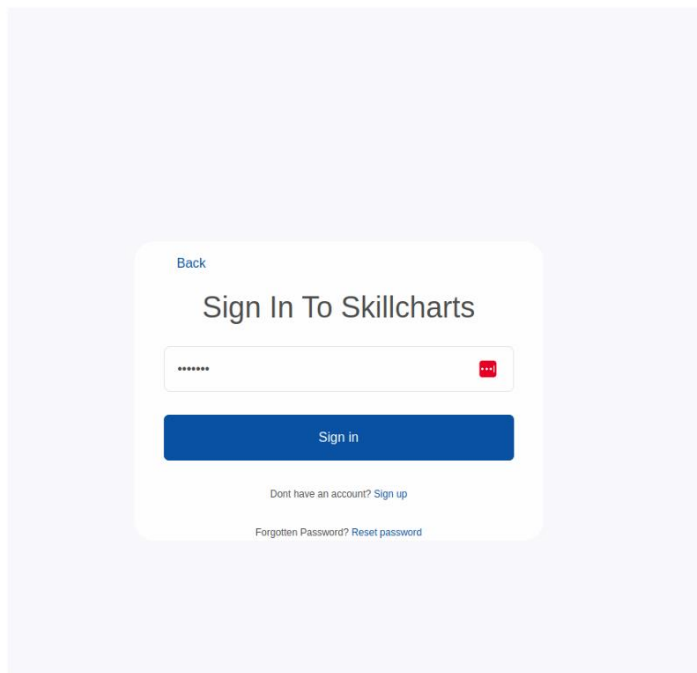 Back
Sign In To Skillcharts
•••••••
Sign in
Dont have an account? Sign up
Forgotten Password? Reset password